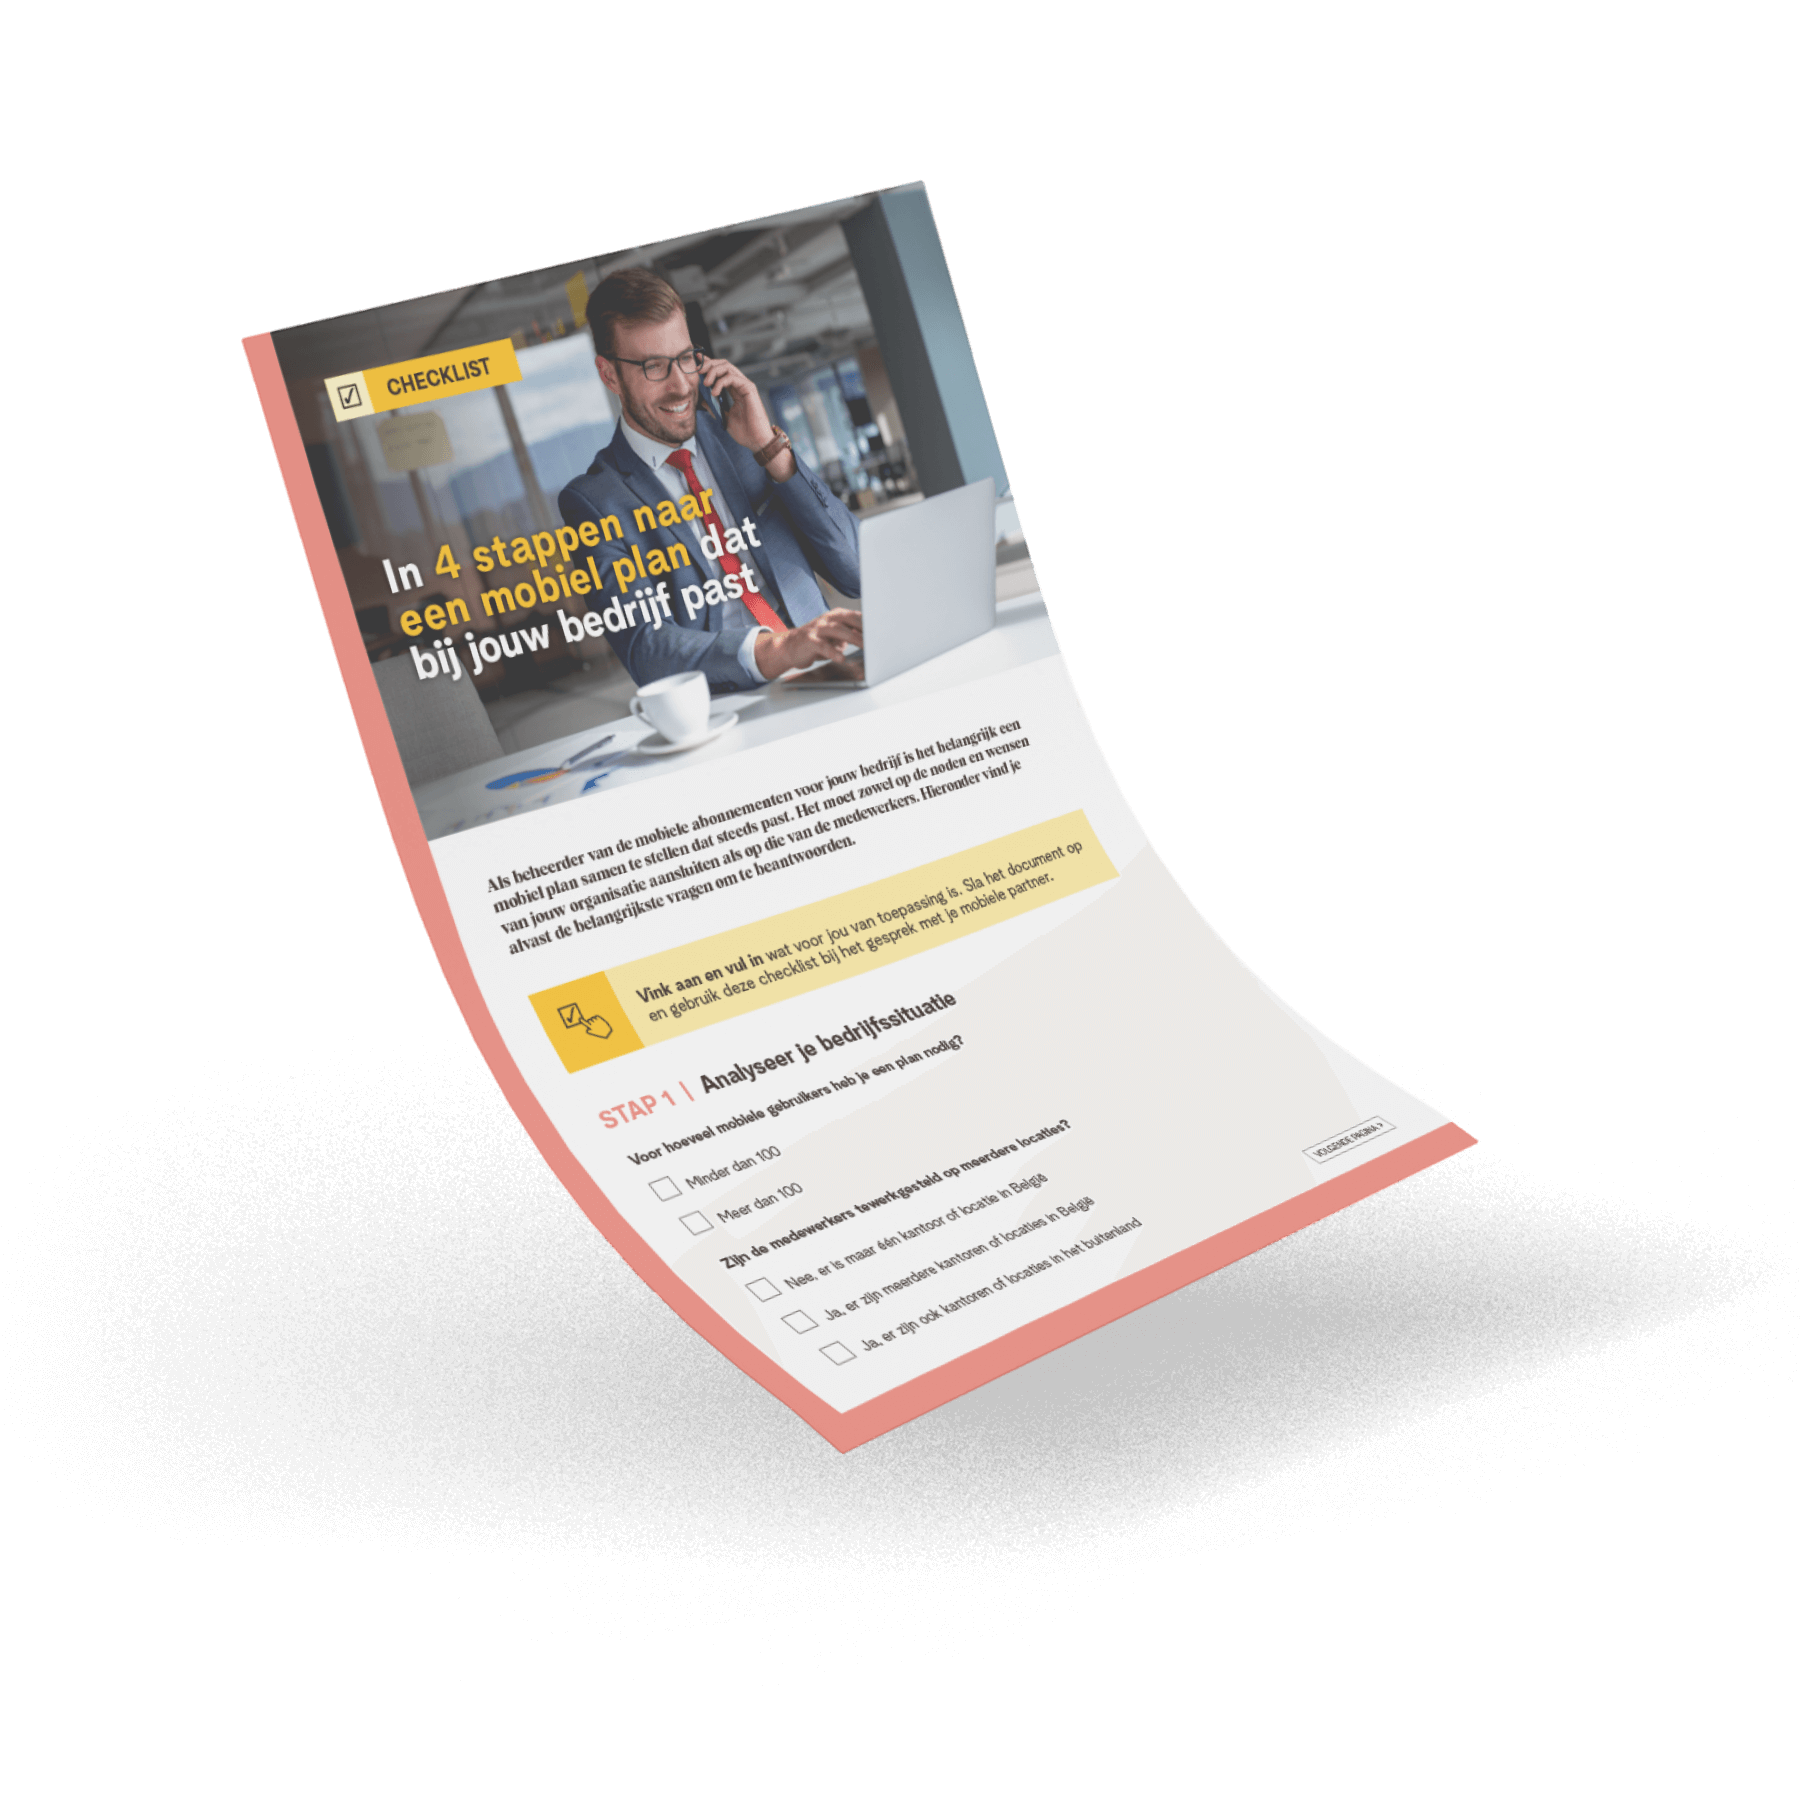 CHECKLIST
In 4 stappen naar
een mobiel plan dat
bij jouw bedrijf past
Als beheerder van de mobiele abonnementen voor jouw bedrijf is het belangrijk een
mobiel plan samen te stellen dat steeds past. Het moet zowel op de noden en wensen
van jouw organisatie aansluiten als op die van de medewerkers. Hieronder vind je
alvast de belangrijkste vragen om te beantwoorden.
Vink aan en vul in wat voor jou van toepassing is. Sla het document op
en gebruik deze checklist bij het gesprek met je mobiele partner.
STAP 1 | Analyseer je bedrijfssituatie
Voor hoeveel mobiele gebruikers heb je een plan nodig?
Minder dan 100
Meer dan 100
Zijn de medewerkers tewerkgesteld op meerdere locaties?
Nee, er is maar één kantoor of locatie in België
Ja, er zijn meerdere kantoren of locaties in België
Ja, er zijn ook kantoren of locaties in het buitenland
VOLGENDE PAGINA >